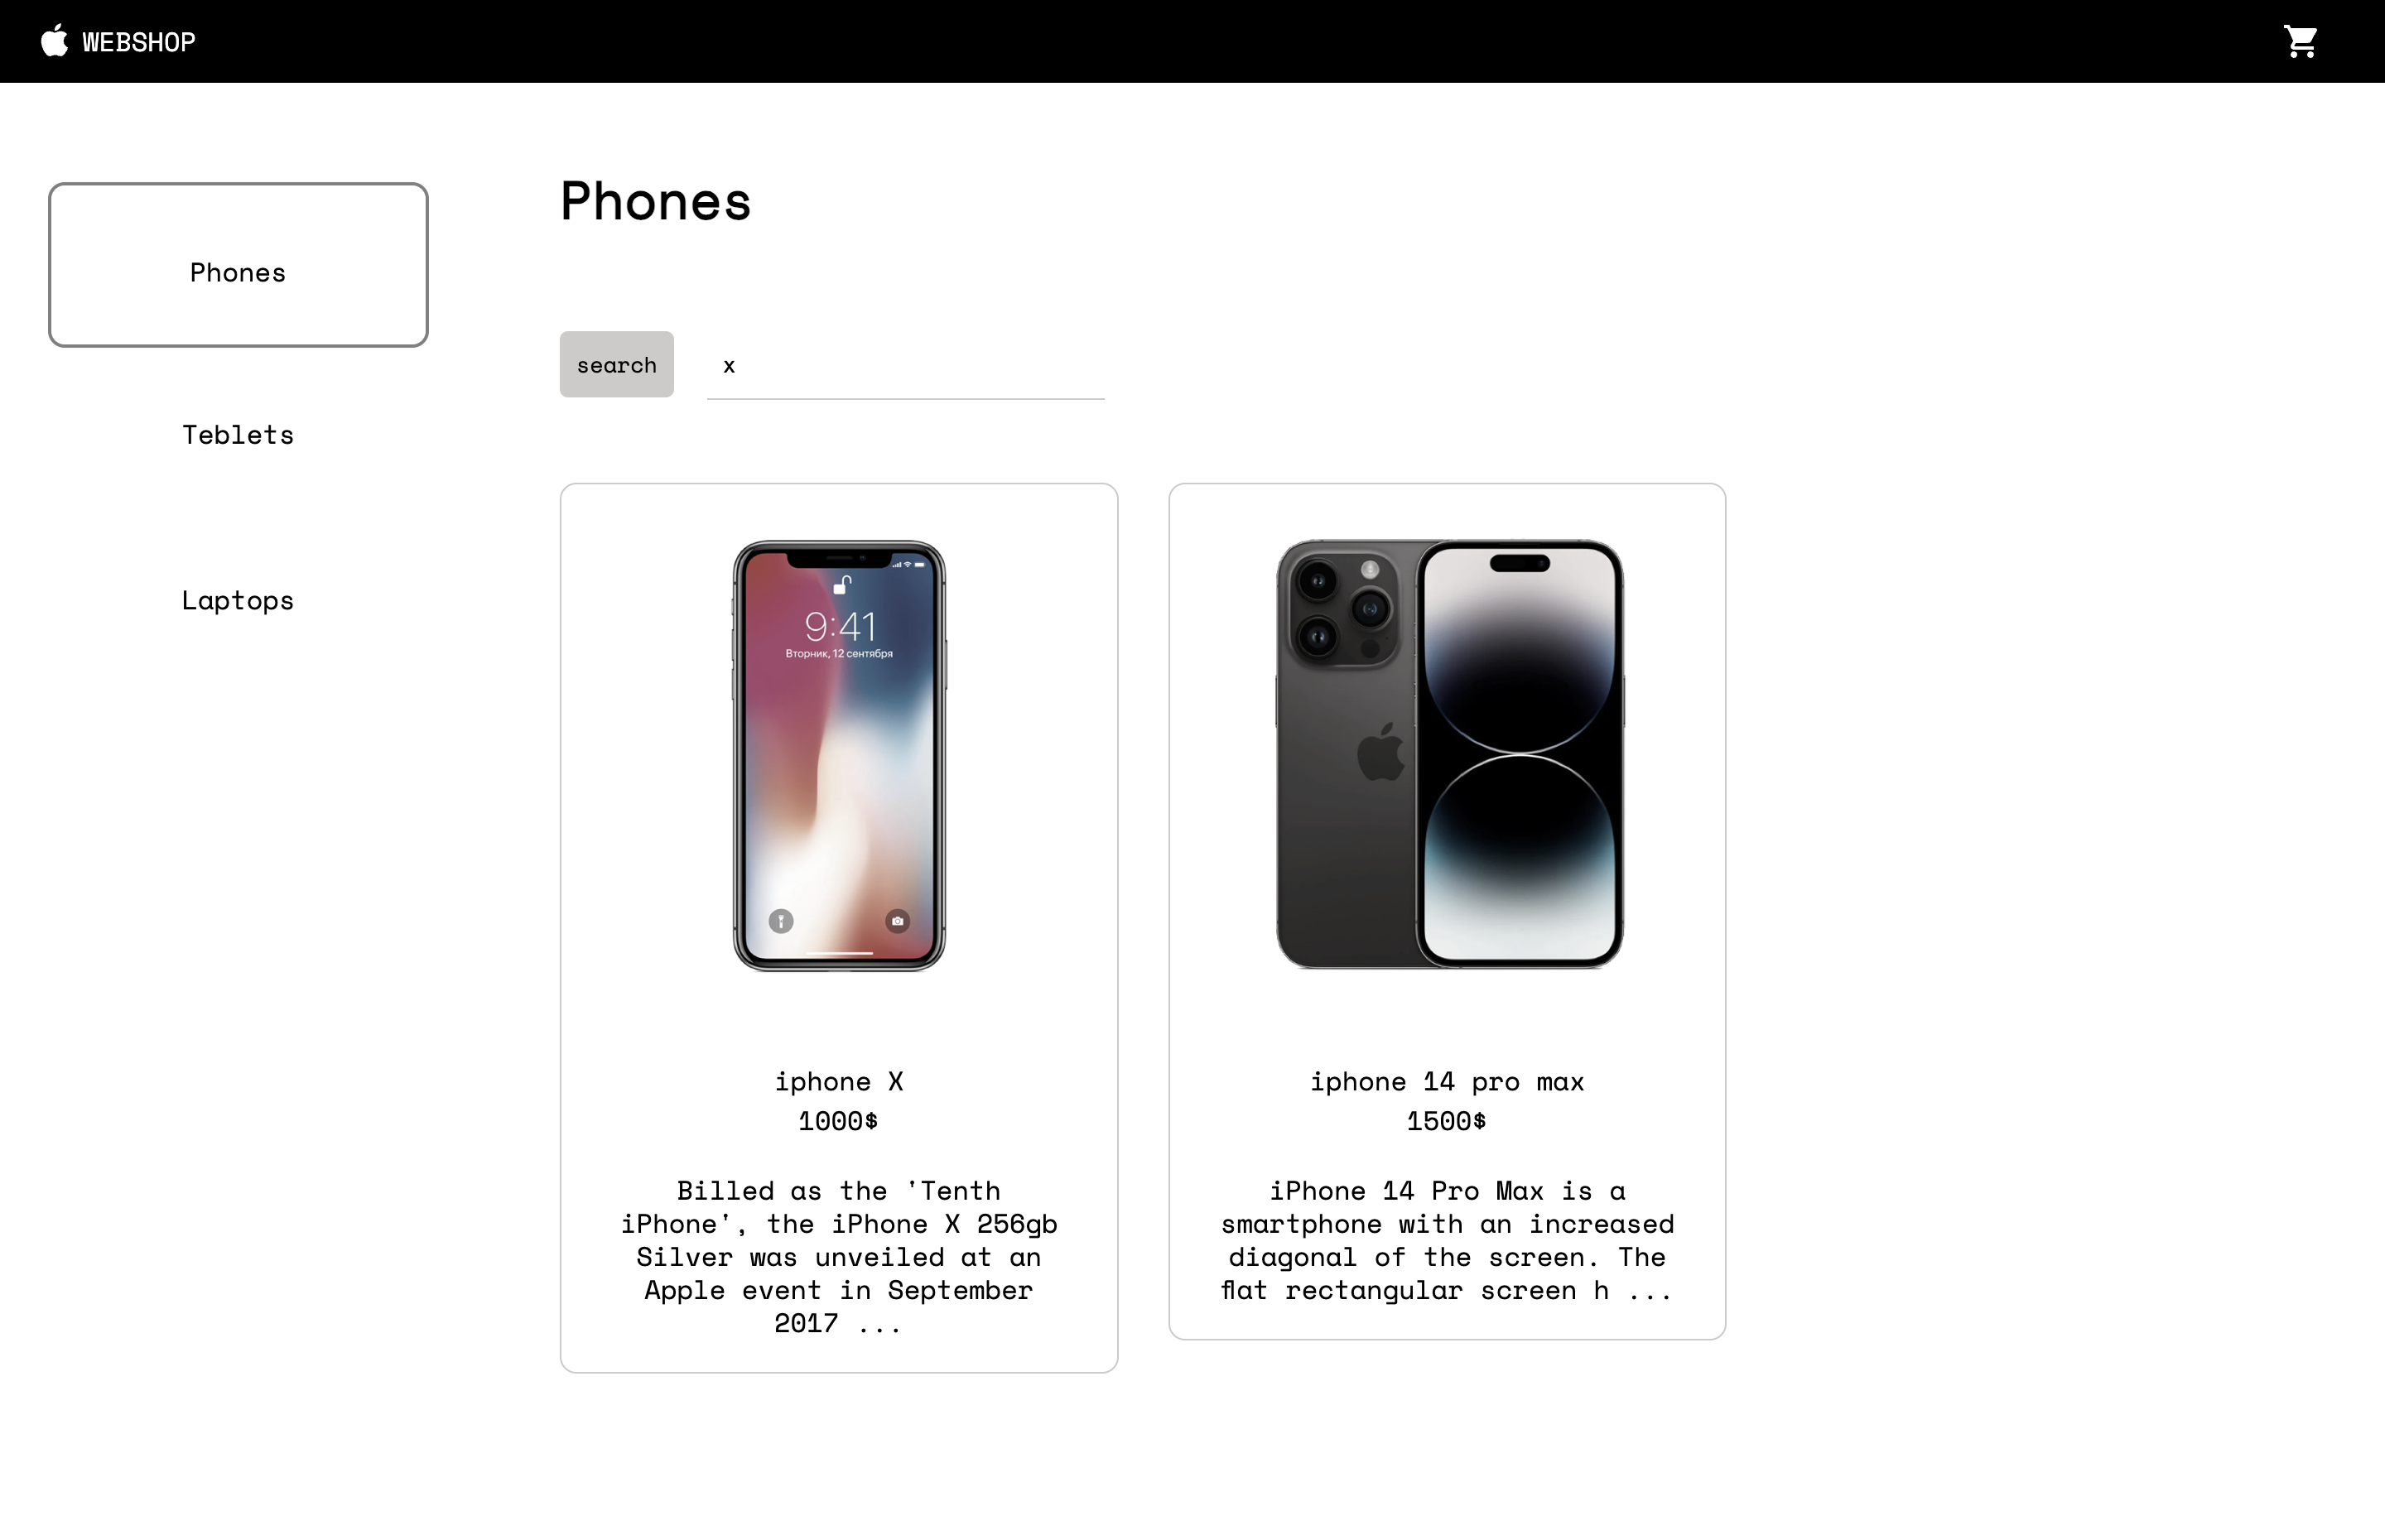 WEBSHOP
Phones
Teblets
Laptops
Phones
search
x
9:41
Вторник, 12 сентября
iphone X
1000$
Billed as the 'Tenth
iPhone', the iPhone X 256gb
Silver was unveiled at an
Apple event in September
2017 ...
iphone 14 pro max
1500$
iPhone 14 Pro Max is a
smartphone with an increased
diagonal of the screen. The
flat rectangular screen h ...